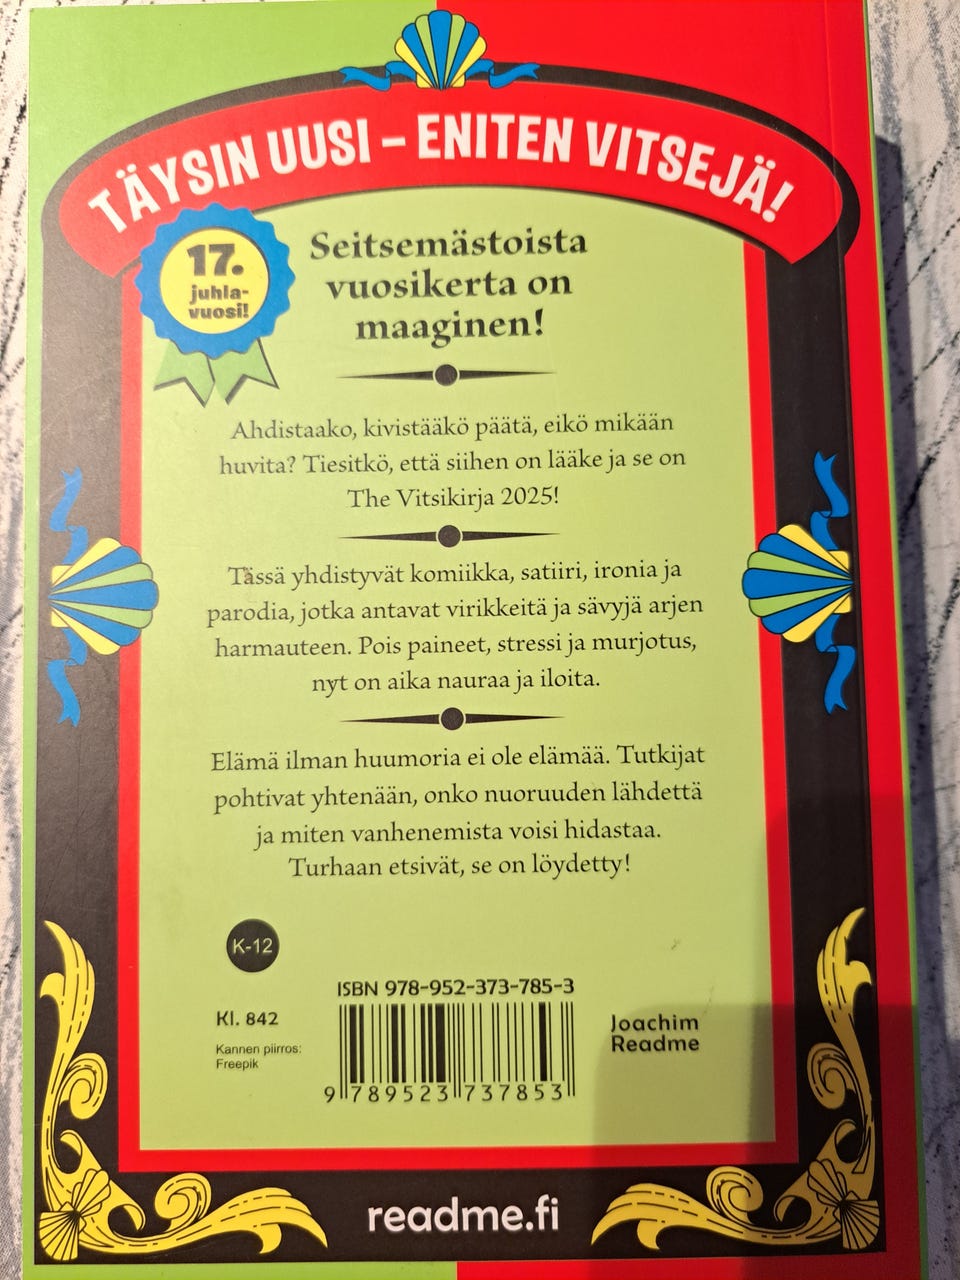 TÄYSIN UUSI – ENITEN VITSEJÄ!
17.
juhla-
vuosi!
Seitsemästoista
vuosikerta on
maaginen!
Ahdistaako, kivistääkö päätä, eikö mikään
huvita? Tiesitkö, että siihen on lääke ja se on
The Vitsikirja 2025!
Tässä yhdistyvät komiikka, satiiri, ironia ja
parodia, jotka antavat virikkeitä ja sävyjä arjen
harmauteen. Pois paineet, stressi ja murjotus,
nyt on aika nauraa ja iloita.
Elämä ilman huumoria ei ole elämää. Tutkijat
pohtivat yhtenään, onko nuoruuden lähdettä
ja miten vanhenemista voisi hidastaa.
Turhaan etsivät, se on löydetty!
K-12
ISBN 978-952-373-785-3
Kl. 842
Kannen piirros:
Freepik
9 789523 737853
Joachim
Readme
readme.fi